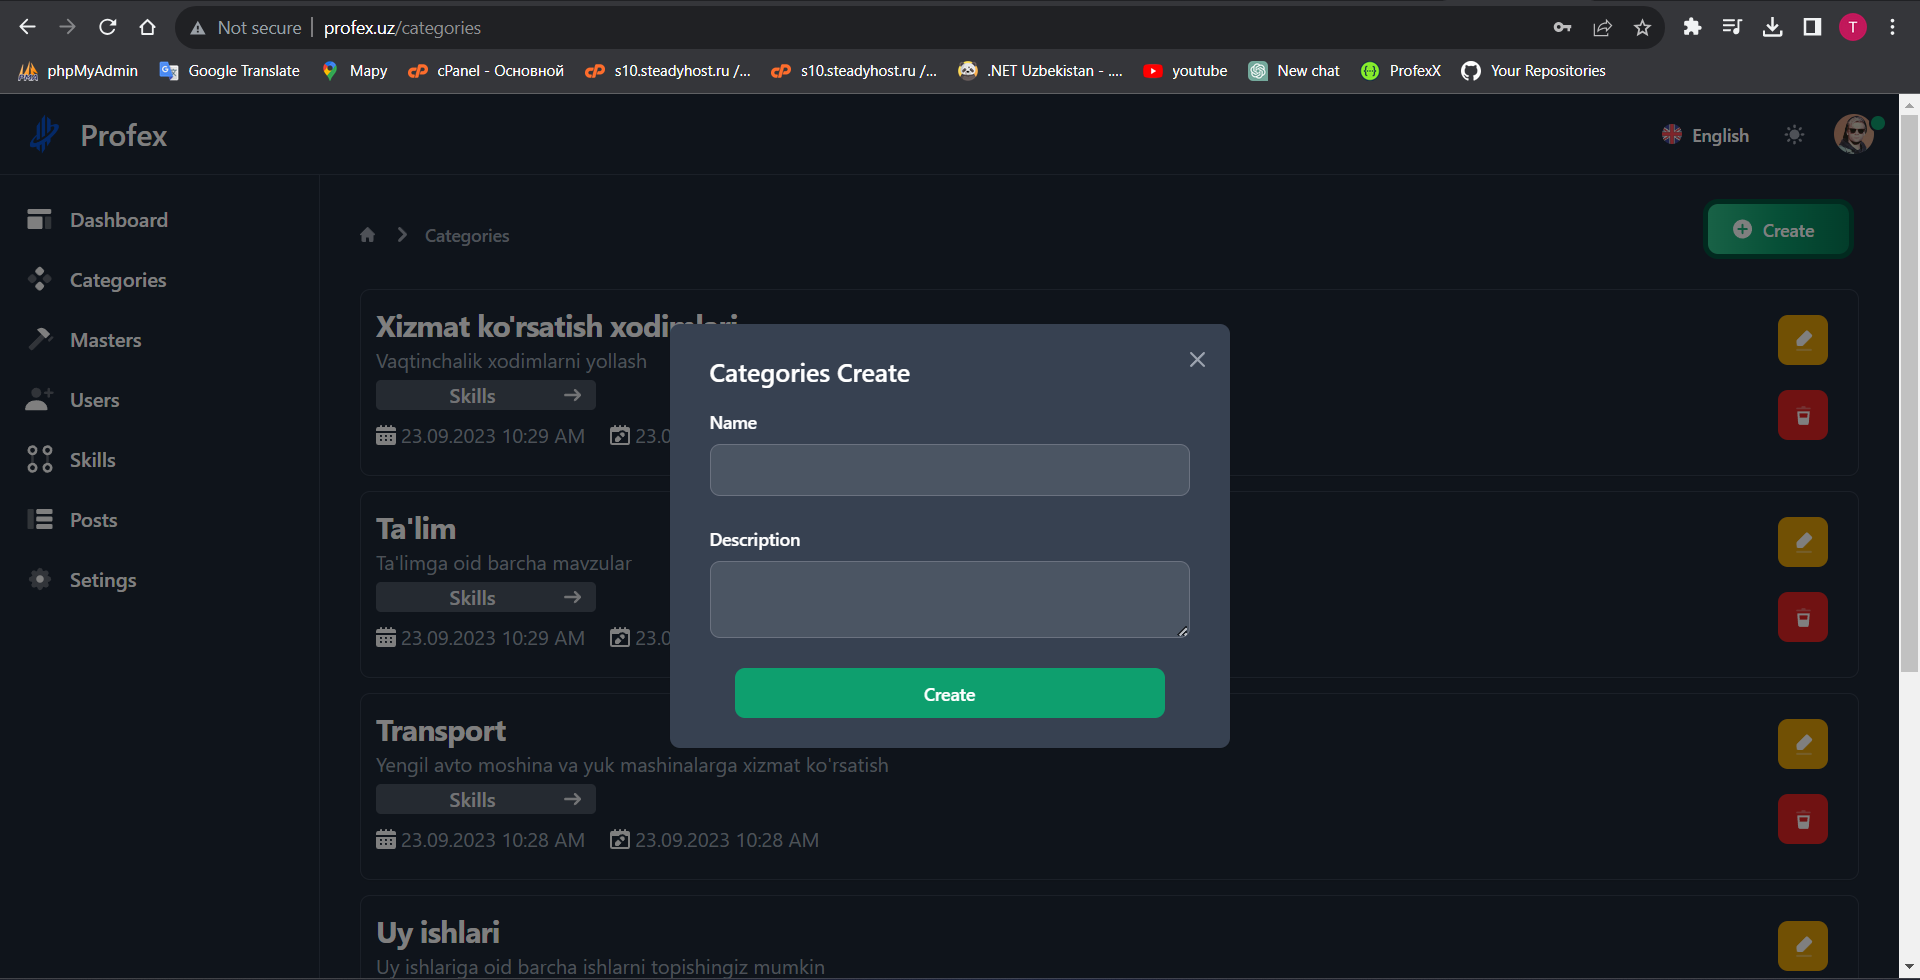 Not secure profex.uz/categories T
phpMyAdmin Google Translate Mapy cPanel - Основной s10.steadyhost.ru /... s10.steadyhost.ru /... .NET Uzbekistan - .... youtube New chat ProfexX Your Repositories
Profex
English
Dashboard
Categories
Masters
Users
Skills
Posts
Setings
Categories
Create
Xizmat ko'rsatish xodimlari
Vaqtinchalik xodimlarni yollash
Skills
23.09.2023 10:29 AM 23.0
Ta'lim
Ta'limga oid barcha mavzular
Skills
23.09.2023 10:29 AM 23.0
Transport
Yengil avto moshina va yuk mashinalarga xizmat ko'rsatish
Skills
23.09.2023 10:28 AM 23.09.2023 10:28 AM
Uy ishlari
Uy ishlariga oid barcha ishlarni topishingiz mumkin
Categories Create
Name
Description
Create